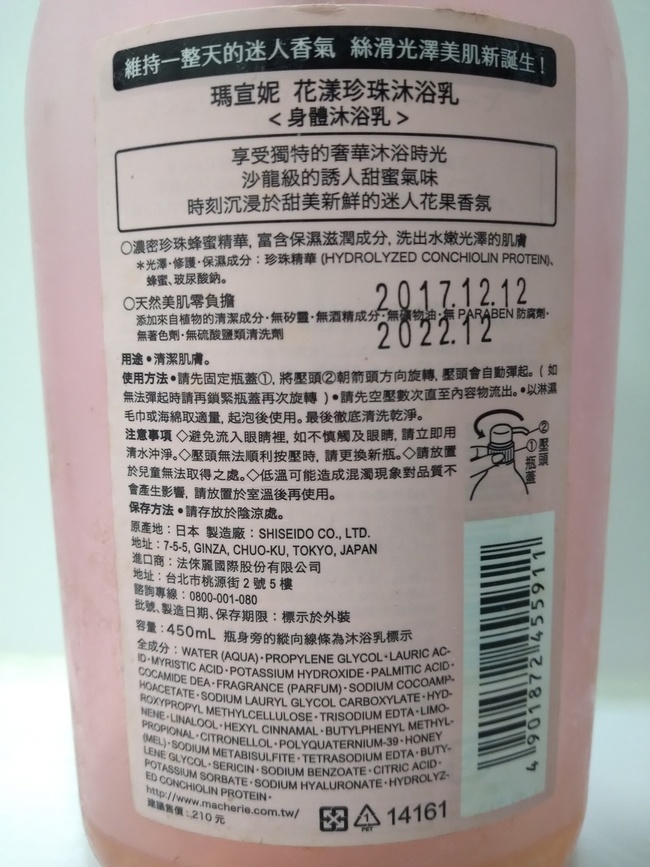 維持一整天的迷人香氣 絲滑光澤美肌新誕生!
瑪宣妮 花漾珍珠沐浴乳
<身體沐浴乳>
享受獨特的奢華沐浴時光
沙龍級的誘人甜蜜氣味
時刻沉浸於甜美新鮮的迷人花果香氛
○濃密珍珠蜂蜜精華, 富含保濕滋潤成分, 洗出水嫩光澤的肌膚
*光澤・修護・保濕成分:珍珠精華 (HYDROLYZED CONCHIOLIN PROTEIN)、
蜂蜜、玻尿酸鈉。
2017.12.12
○天然美肌零負擔
添加來自植物的清潔成分・無矽靈・無酒精成分・無礦物油・無 PARABEN 防腐劑・
無著色劑・無硫酸鹽類清洗劑
2022.12
用途 •清潔肌膚。
使用方法•請先固定瓶蓋①, 將壓頭②朝箭頭方向旋轉, 壓頭會自動彈起。( 如
無法彈起時請再鎖緊瓶蓋再次旋轉 ) •請先空壓數次直至內容物流出。•以淋濕
毛巾或海綿取適量, 起泡後使用。最後徹底清洗乾淨。
注意事項 ◇避免流入眼睛裡, 如不慎觸及眼睛, 請立即用
清水沖淨。◇壓頭無法順利按壓時, 請更換新瓶。◇請放置
於兒童無法取得之處。◇低溫可能造成混濁現象對品質不
會產生影響, 請放置於室溫後再使用。
②壓頭
①瓶蓋
保存方法 •請存放於陰涼處。
原產地:日本 製造廠:SHISEIDO CO., LTD.
地址:7-5-5, GINZA, CHUO-KU, TOKYO, JAPAN
進口商:法倈麗國際股份有限公司
地址:台北市桃源街 2 號 5 樓
諮詢專線:0800-001-080
批號、製造日期、保存期限:標示於外裝
容量:450mL 瓶身旁的縱向線條為沐浴乳標示
全成分:WATER (AQUA)・PROPYLENE GLYCOL・LAURIC AC-
ID・MYRISTIC ACID・POTASSIUM HYDROXIDE・PALMITIC ACID・
COCAMIDE DEA・FRAGRANCE (PARFUM)・SODIUM COCOAMP-
HOACETATE・SODIUM LAURYL GLYCOL CARBOXYLATE・HYD-
ROXYPROPYL METHYLCELLULOSE・TRISODIUM EDTA・LIMO-
NENE・LINALOOL・HEXYL CINNAMAL・BUTYLPHENYL METHYL-
PROPIONAL・CITRONELLOL・POLYQUATERNIUM-39・HONEY
(MEL)・SODIUM METABISULFITE・TETRASODIUM EDTA・BUTY-
LENE GLYCOL・SERICIN・SODIUM BENZOATE・CITRIC ACID・
POTASSIUM SORBATE・SODIUM HYALURONATE・HYDROLYZ-
ED CONCHIOLIN PROTEIN・
http://www.macherie.com.tw/
建議售價:210 元
1
PET
14161
4 901872 455911